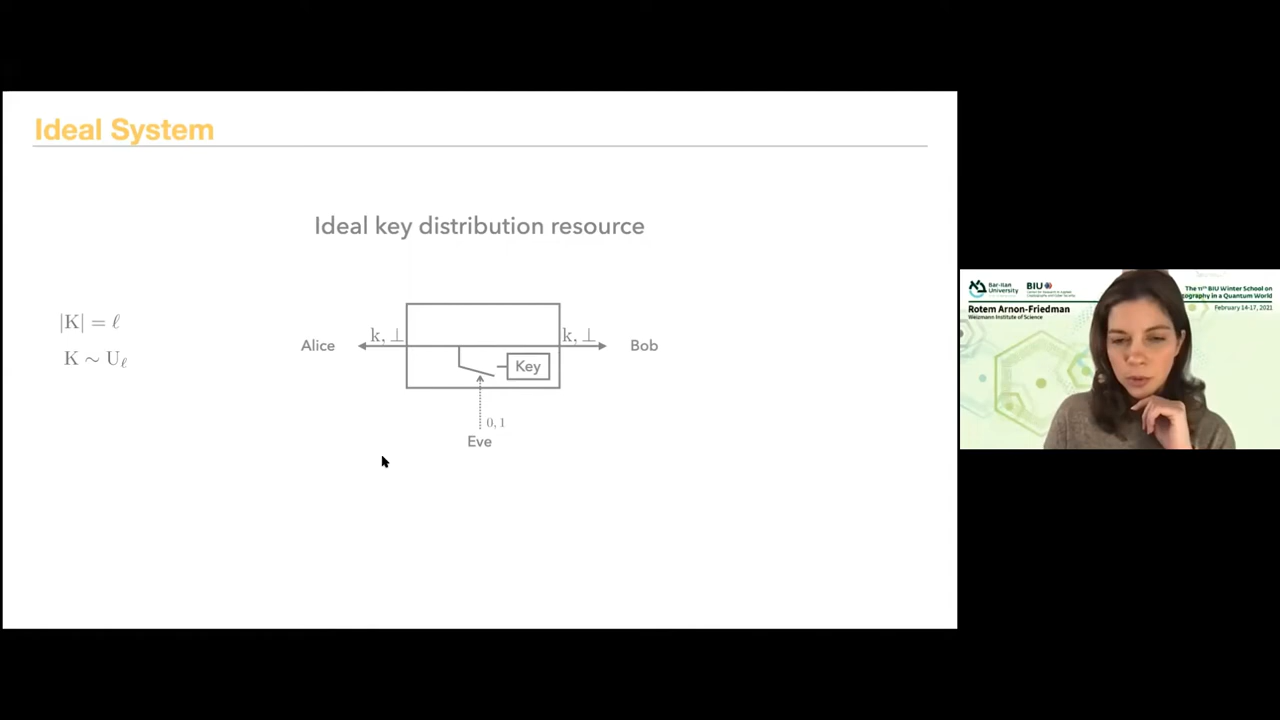 Ideal System
Ideal key distribution resource
|K| = ℓ
K ∼ U_ℓ
Alice
k, ⊥
k, ⊥
Bob
Key
0, 1
Eve
Bar-Ilan
University
BIU
The 11th BIU Winter School on
Cryptography in a Quantum World
February 14-17, 2021
Rotem Arnon-Friedman
Weizmann Institute of Science